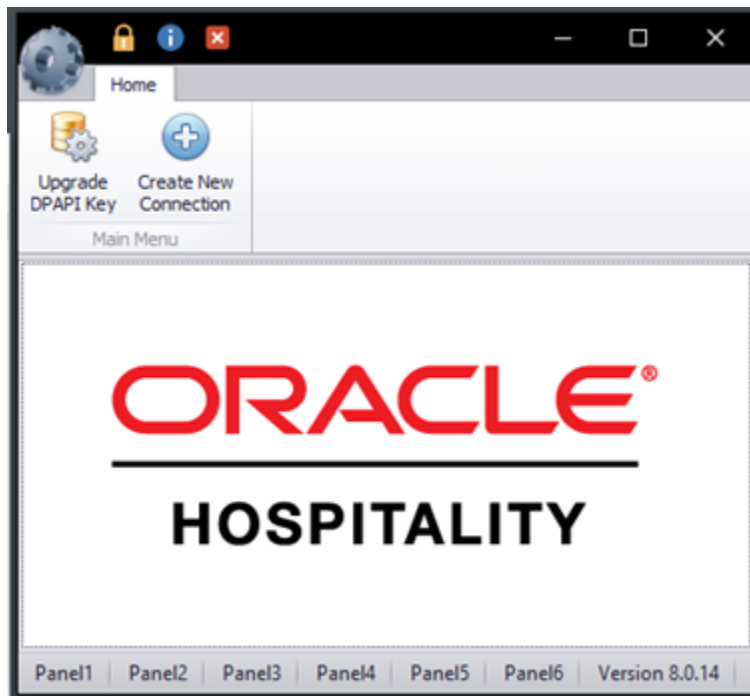 Home
Upgrade DPAPI Key
Create New Connection
Main Menu
ORACLE®
HOSPITALITY
Panel1 Panel2 Panel3 Panel4 Panel5 Panel6 Version 8.0.14